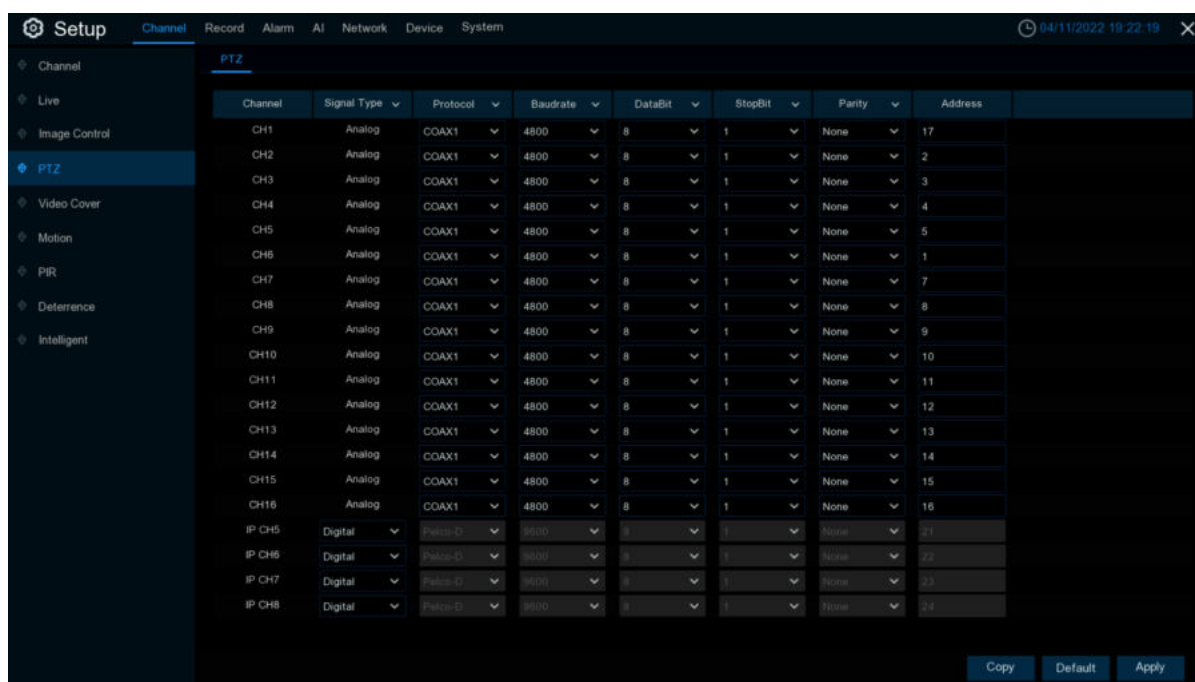 Setup Channel Record Alarm AI Network Device System 04/11/2022 19:22:19
Channel
Live
Image Control
PTZ
Video Cover
Motion
PIR
Deterrence
Intelligent
PTZ
Channel Signal Type Protocol Baudrate DataBit StopBit Parity Address
CH1 Analog COAX1 4800 8 1 None 17
CH2 Analog COAX1 4800 8 1 None 2
CH3 Analog COAX1 4800 8 1 None 3
CH4 Analog COAX1 4800 8 1 None 4
CH5 Analog COAX1 4800 8 1 None 5
CH6 Analog COAX1 4800 8 1 None 1
CH7 Analog COAX1 4800 8 1 None 7
CH8 Analog COAX1 4800 8 1 None 8
CH9 Analog COAX1 4800 8 1 None 9
CH10 Analog COAX1 4800 8 1 None 10
CH11 Analog COAX1 4800 8 1 None 11
CH12 Analog COAX1 4800 8 1 None 12
CH13 Analog COAX1 4800 8 1 None 13
CH14 Analog COAX1 4800 8 1 None 14
CH15 Analog COAX1 4800 8 1 None 15
CH16 Analog COAX1 4800 8 1 None 16
IP CH5 Digital Pelco-D 9600 8 1 None 21
IP CH6 Digital Pelco-D 9600 8 1 None 22
IP CH7 Digital Pelco-D 9600 8 1 None 23
IP CH8 Digital Pelco-D 9600 8 1 None 24
Copy Default Apply